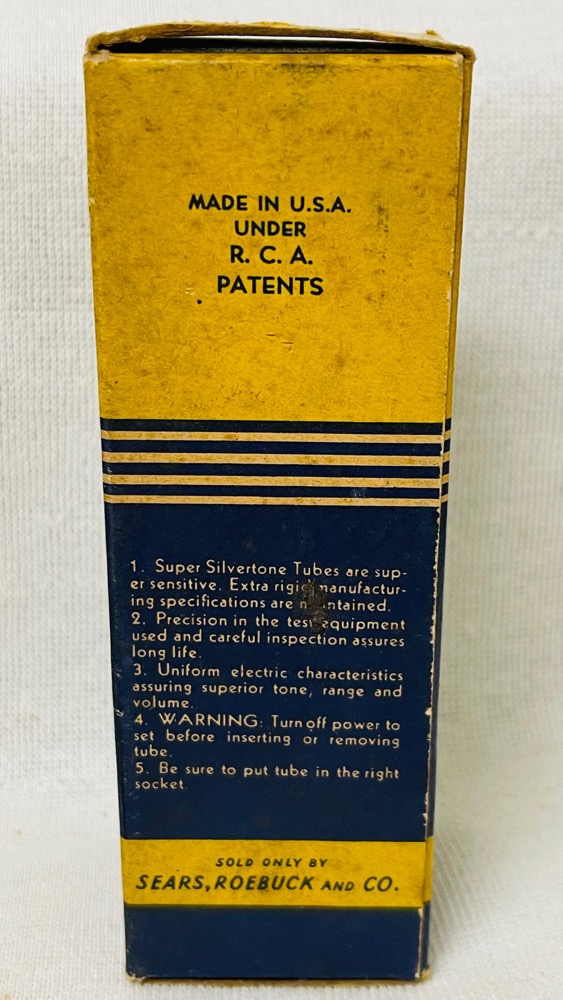 MADE IN U.S.A.
UNDER
R. C. A.
PATENTS
1. Super Silvertone Tubes are sup-
er sensitive. Extra rigid manufactur-
ing specifications are maintained.
2. Precision in the test equipment
used and careful inspection assures
long life.
3. Uniform electric characteristics
assuring superior tone, range and
volume.
4. WARNING: Turn off power to
set before inserting or removing
tube.
5. Be sure to put tube in the right
socket.
SOLD ONLY BY
SEARS, ROEBUCK AND CO.